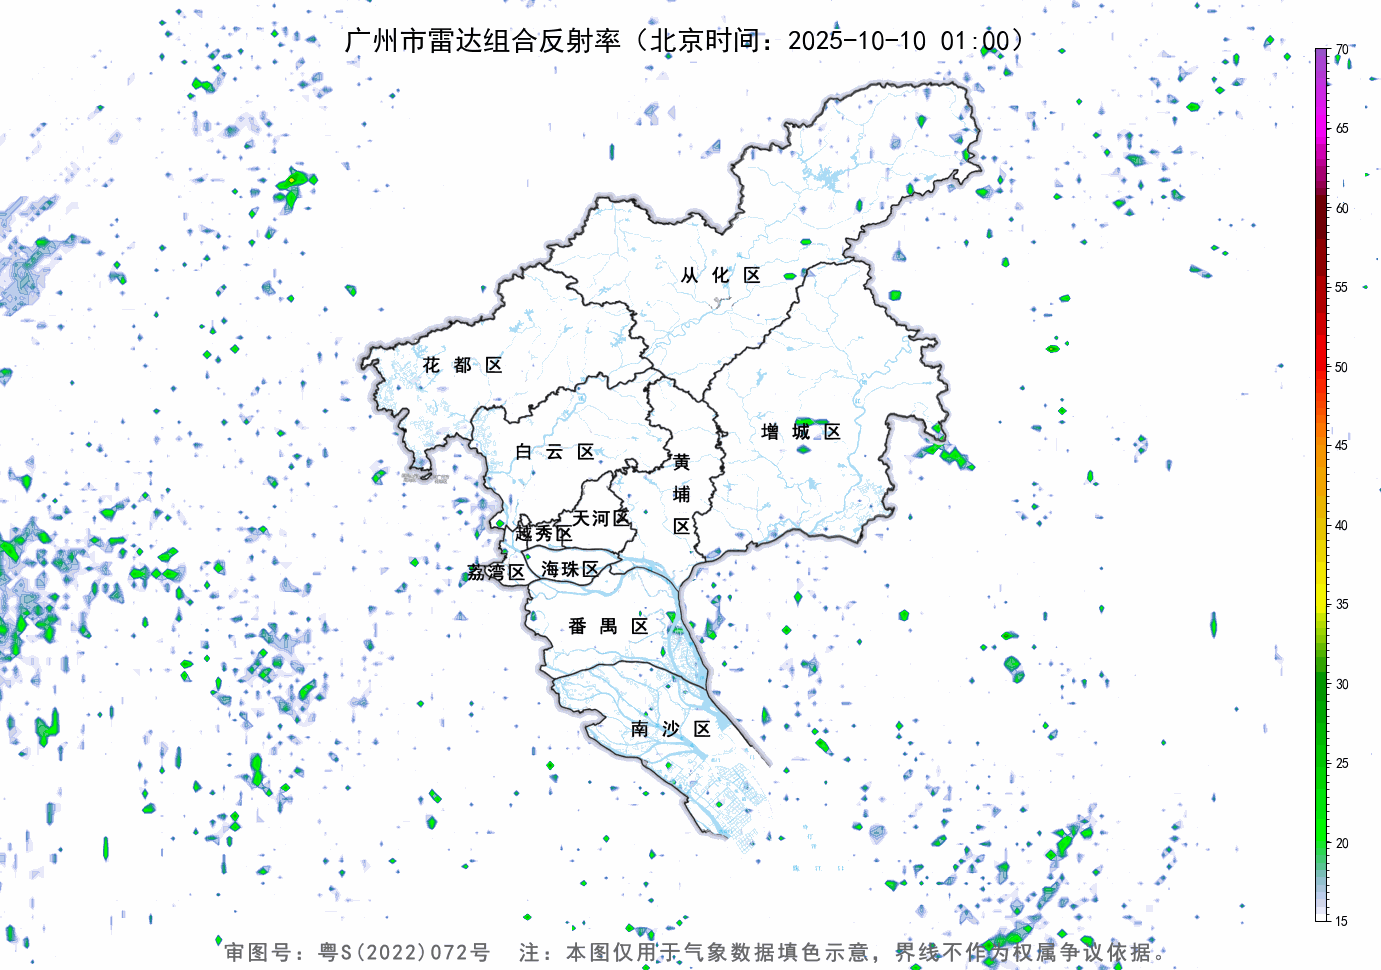 广州市雷达组合反射率（北京时间：2025-10-10 01:00）
70
65
60
55
50
45
40
35
30
25
20
15
从化区
花都区
增城区
白云区
黄埔区
天河区
越秀区
海珠区
荔湾区
番禺区
南沙区
审图号：粤S(2022)072号 注：本图仅用于气象数据填色示意，界线不作为权属争议依据。